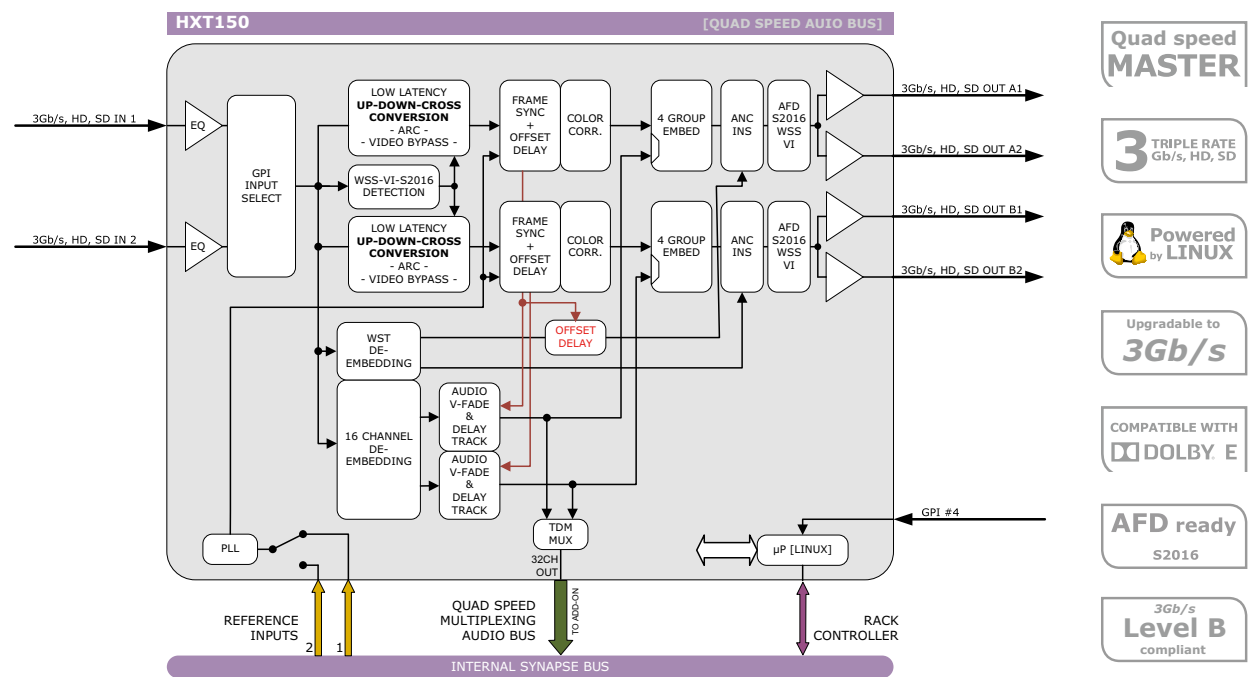 HXT150
[QUAD SPEED AUIO BUS]
3Gb/s, HD, SD IN 1
3Gb/s, HD, SD IN 2
EQ
EQ
GPI
INPUT
SELECT
LOW LATENCY
UP-DOWN-CROSS
CONVERSION
- ARC -
- VIDEO BYPASS -
WSS-VI-S2016
DETECTION
LOW LATENCY
UP-DOWN-CROSS
CONVERSION
- ARC -
- VIDEO BYPASS -
FRAME
SYNC
+
OFFSET
DELAY
COLOR
CORR.
FRAME
SYNC
+
OFFSET
DELAY
COLOR
CORR.
4 GROUP
EMBED
ANC
INS
AFD
S2016
WSS
VI
4 GROUP
EMBED
ANC
INS
AFD
S2016
WSS
VI
3Gb/s, HD, SD OUT A1
3Gb/s, HD, SD OUT A2
3Gb/s, HD, SD OUT B1
3Gb/s, HD, SD OUT B2
OFFSET
DELAY
WST
DE-
EMBEDDING
16 CHANNEL
DE-
EMBEDDING
AUDIO
V-FADE
&
DELAY
TRACK
AUDIO
V-FADE
&
DELAY
TRACK
PLL
TDM
MUX
32CH
OUT
µP [LINUX]
GPI #4
REFERENCE
INPUTS
2
1
QUAD SPEED
MULTIPLEXING
AUDIO BUS
TO ADD-ON
RACK
CONTROLLER
INTERNAL SYNAPSE BUS
Quad speed
MASTER
3 TRIPLE RATE
Gb/s, HD, SD
Powered
by LINUX
Upgradable to
3Gb/s
COMPATIBLE WITH
DOLBY E
AFD ready
S2016
3Gb/s
Level B
compliant